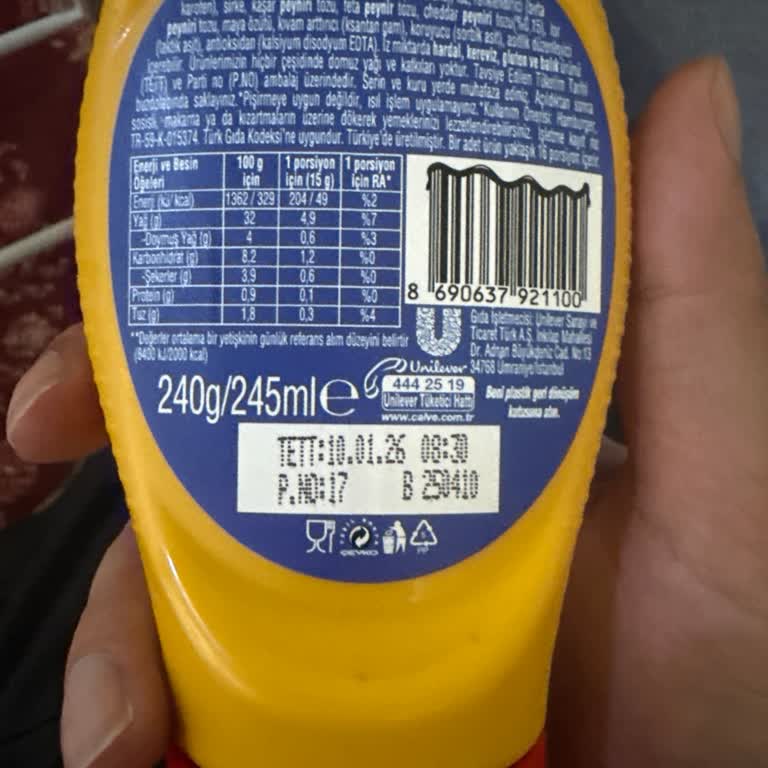 karoten), sirke, kaşar peyniri tozu, feta peynir tozu, cheddar peyniri tozu
peyniri tozu, maya özütü, kıvam arttırıcı (ksantan gam), koruyucu (sorbik asit), asitlik düzenleyici
(laktik asit), antioksidan (kalsiyum disodyum EDTA). İz miktarda hardal, kereviz, gluten ve balık ürünü
içerebilir. Ürünlerimizin hiçbir çeşidinde domuz yağı ve katkıları yoktur. Tavsiye Edilen Tüketim Tarihi
(TETT) ve Parti no (P.NO) ambalaj üzerindedir. Serin ve kuru yerde muhafaza ediniz. Açıldıktan sonra
buzdolabında saklayınız. *Pişirmeye uygun değildir, ısıl işlem uygulamayınız. *Kullanım Önerisi: Hamburger,
sosisli, makarna ya da kızartmaların üzerine dökerek yemeklerinizi lezzetlendirebilirsiniz. İşletme kayıt no
TR-59-K-015374. Türk Gıda Kodeksi'ne uygundur. Türkiye'de üretilmiştir. Bir adet ürün yaklaşık 16 porsiyon içerir.
Enerji ve Besin Öğeleri 100 g için 1 porsiyon için (15 g) 1 porsiyon için RA*
Enerji (kJ/ kcal) 1362 / 329 204 / 49 %2
Yağ (g) 32 4,9 %7
-Doymuş Yağ (g) 4 0,6 %3
Karbonhidrat (g) 8,2 1,2 %0
-Şekerler (g) 3,9 0,6 %0
Protein (g) 0,9 0,1 %0
Tuz (g) 1,8 0,3 %4
*Değerler ortalama bir yetişkinin günlük referans alım düzeyini belirtir
(8400 kJ/2000 kcal)
8 690637 921100
Gıda İşletmecisi: Unilever Sanayi ve
Ticaret Türk A.Ş. İnkılap Mahallesi
Dr. Adnan Büyükdeniz Cad. No:13
34768 Ümraniye/İstanbul
Unilever
240g/245ml e
444 25 19
Unilever Tüketici Hattı
www.calve.com.tr
Beni plastik geri dönüşüm
kutusuna atın.
TETT:10.01.26 08:30
P.NO:17 B 250410
ÇEVKO